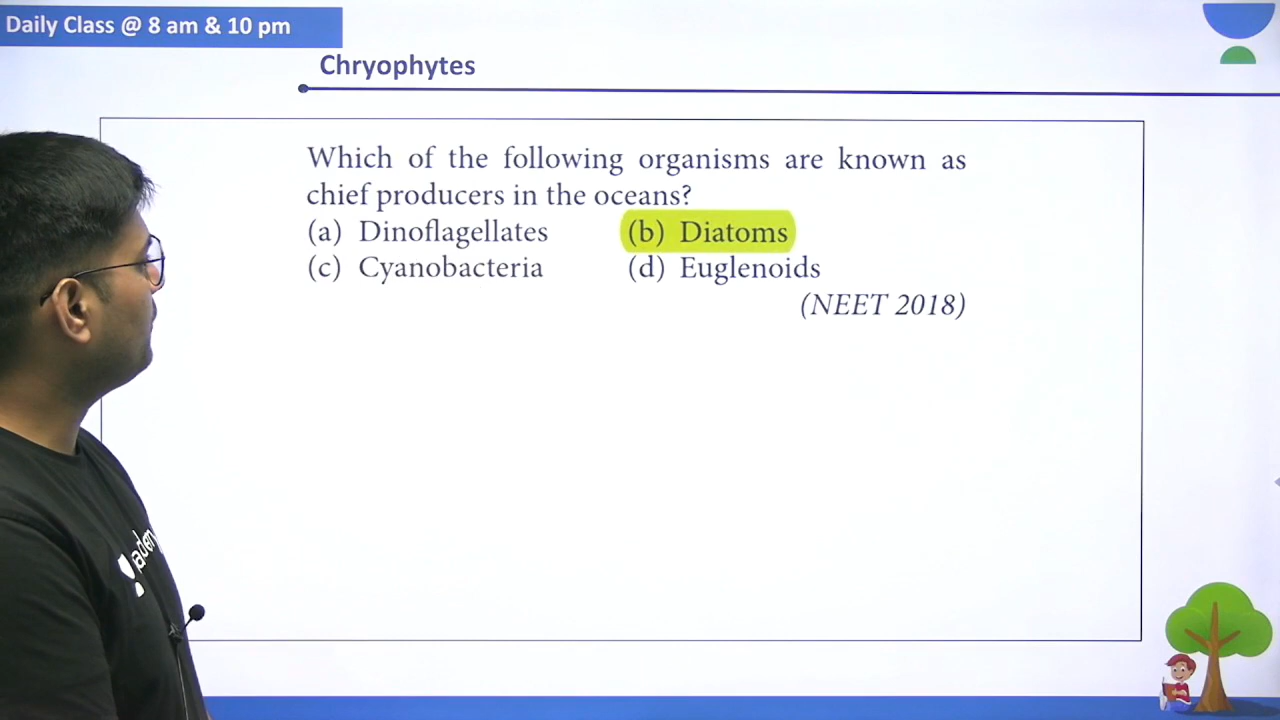 Daily Class @ 8 am & 10 pm
Chryophytes
Which of the following organisms are known as
chief producers in the oceans?
(a) Dinoflagellates (b) Diatoms
(c) Cyanobacteria (d) Euglenoids
(NEET 2018)